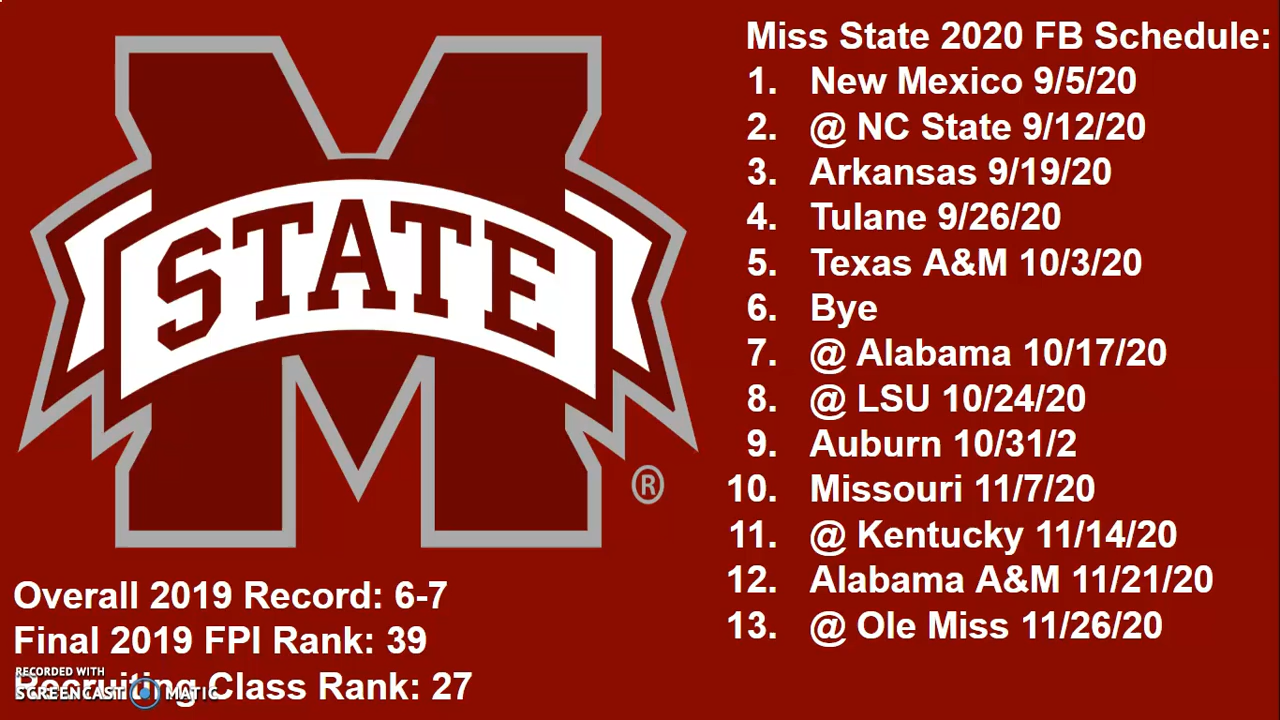 STATE
®
Overall 2019 Record: 6-7
Final 2019 FPI Rank: 39
Recruiting Class Rank: 27
RECORDED WITH
SCREENCAST MATIC
Miss State 2020 FB Schedule:
1. New Mexico 9/5/20
2. @ NC State 9/12/20
3. Arkansas 9/19/20
4. Tulane 9/26/20
5. Texas A&M 10/3/20
6. Bye
7. @ Alabama 10/17/20
8. @ LSU 10/24/20
9. Auburn 10/31/2
10. Missouri 11/7/20
11. @ Kentucky 11/14/20
12. Alabama A&M 11/21/20
13. @ Ole Miss 11/26/20